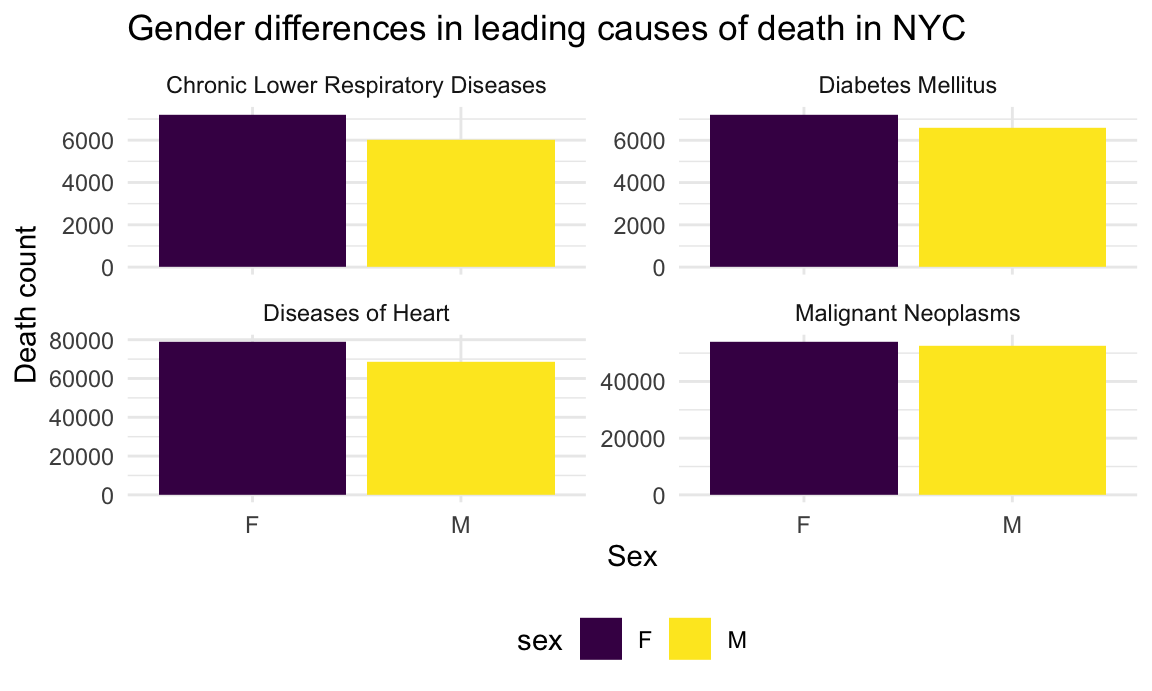 Gender differences in leading causes of death in NYC
Chronic Lower Respiratory Diseases
Diabetes Mellitus
6000
4000
2000
0
6000
4000
2000
0
Death count
Diseases of Heart
Malignant Neoplasms
80000
60000
40000
20000
0
40000
20000
0
F
M
F
M
Sex
sex F M